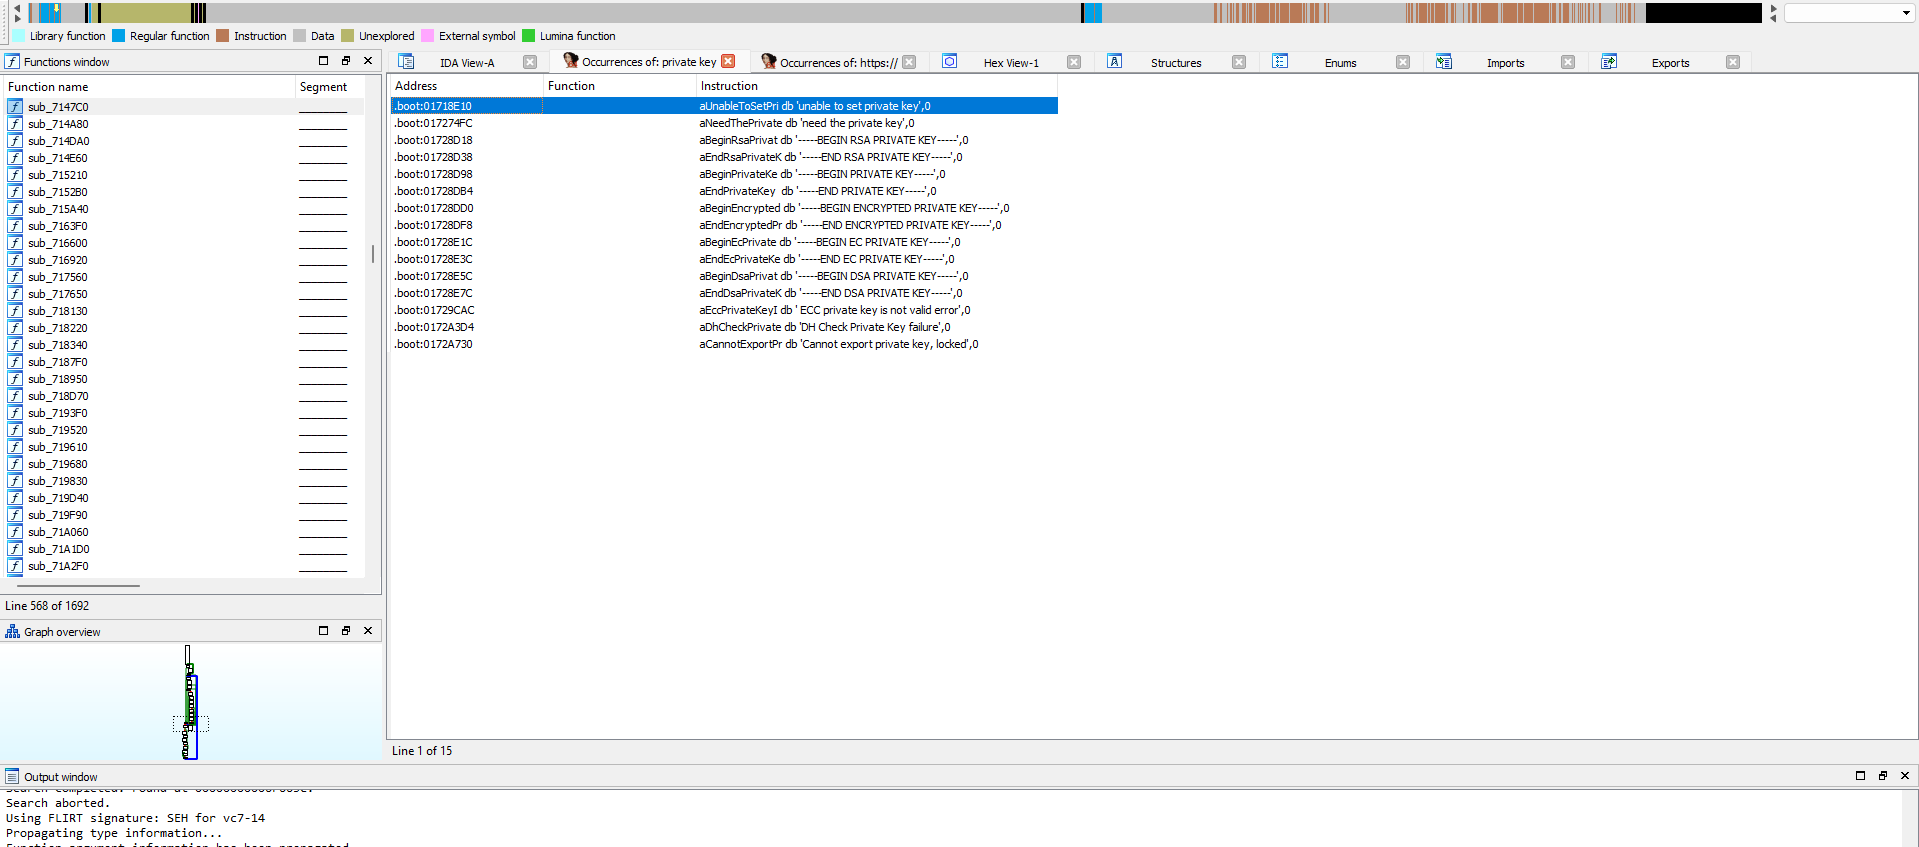 Library function Regular function Instruction Data Unexplored External symbol Lumina function
Functions window
IDA View-A Occurrences of: private key Occurrences of: https:// Hex View-1 Structures Enums Imports Exports
Function name Segment
sub_7147C0
sub_714A80
sub_714DA0
sub_714E60
sub_715210
sub_7152B0
sub_715A40
sub_7163F0
sub_716600
sub_716920
sub_717560
sub_717650
sub_718130
sub_718220
sub_718340
sub_7187F0
sub_718950
sub_718D70
sub_7193F0
sub_719520
sub_719610
sub_719680
sub_719830
sub_719D40
sub_719F90
sub_71A060
sub_71A1D0
sub_71A2F0
Line 568 of 1692
Graph overview
Address Function Instruction
.boot:01718E10 aUnableToSetPri db 'unable to set private key',0
.boot:017274FC aNeedThePrivate db 'need the private key',0
.boot:01728D18 aBeginRsaPrivat db '-----BEGIN RSA PRIVATE KEY-----',0
.boot:01728D38 aEndRsaPrivateK db '-----END RSA PRIVATE KEY-----',0
.boot:01728D98 aBeginPrivateKe db '-----BEGIN PRIVATE KEY-----',0
.boot:01728DB4 aEndPrivateKey db '-----END PRIVATE KEY-----',0
.boot:01728DD0 aBeginEncrypted db '-----BEGIN ENCRYPTED PRIVATE KEY-----',0
.boot:01728DF8 aEndEncryptedPr db '-----END ENCRYPTED PRIVATE KEY-----',0
.boot:01728E1C aBeginEcPrivate db '-----BEGIN EC PRIVATE KEY-----',0
.boot:01728E3C aEndEcPrivateKe db '-----END EC PRIVATE KEY-----',0
.boot:01728E5C aBeginDsaPrivat db '-----BEGIN DSA PRIVATE KEY-----',0
.boot:01728E7C aEndDsaPrivateK db '-----END DSA PRIVATE KEY-----',0
.boot:01729CAC aEccPrivateKeyI db ' ECC private key is not valid error',0
.boot:0172A3D4 aDhCheckPrivate db 'DH Check Private Key failure',0
.boot:0172A730 aCannotExportPr db 'Cannot export private key, locked',0
Line 1 of 15
Output window
Search aborted.
Using FLIRT signature: SEH for vc7-14
Propagating type information...
Function argument information has been propagated